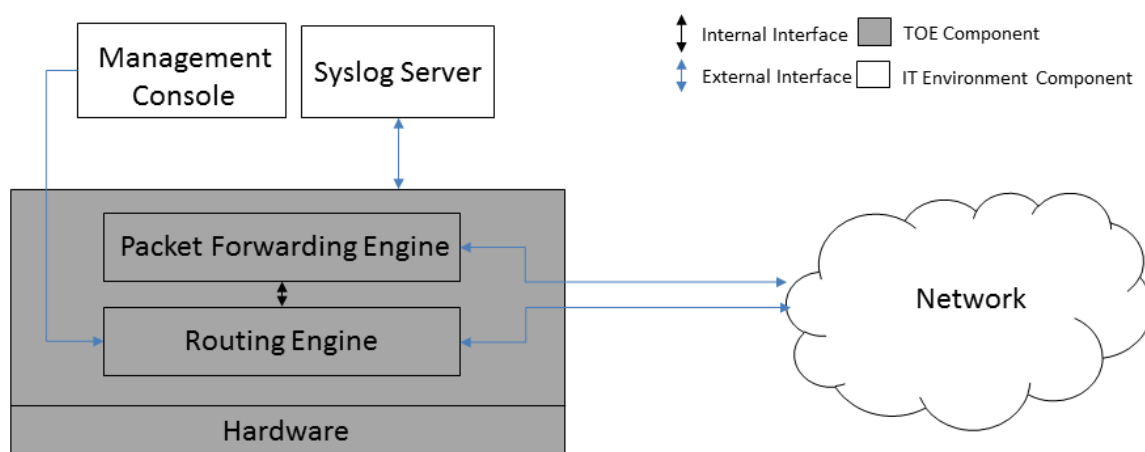 Management
Console
Syslog Server
Internal Interface
TOE Component
External Interface
IT Environment Component
Packet Forwarding Engine
Routing Engine
Network
Hardware